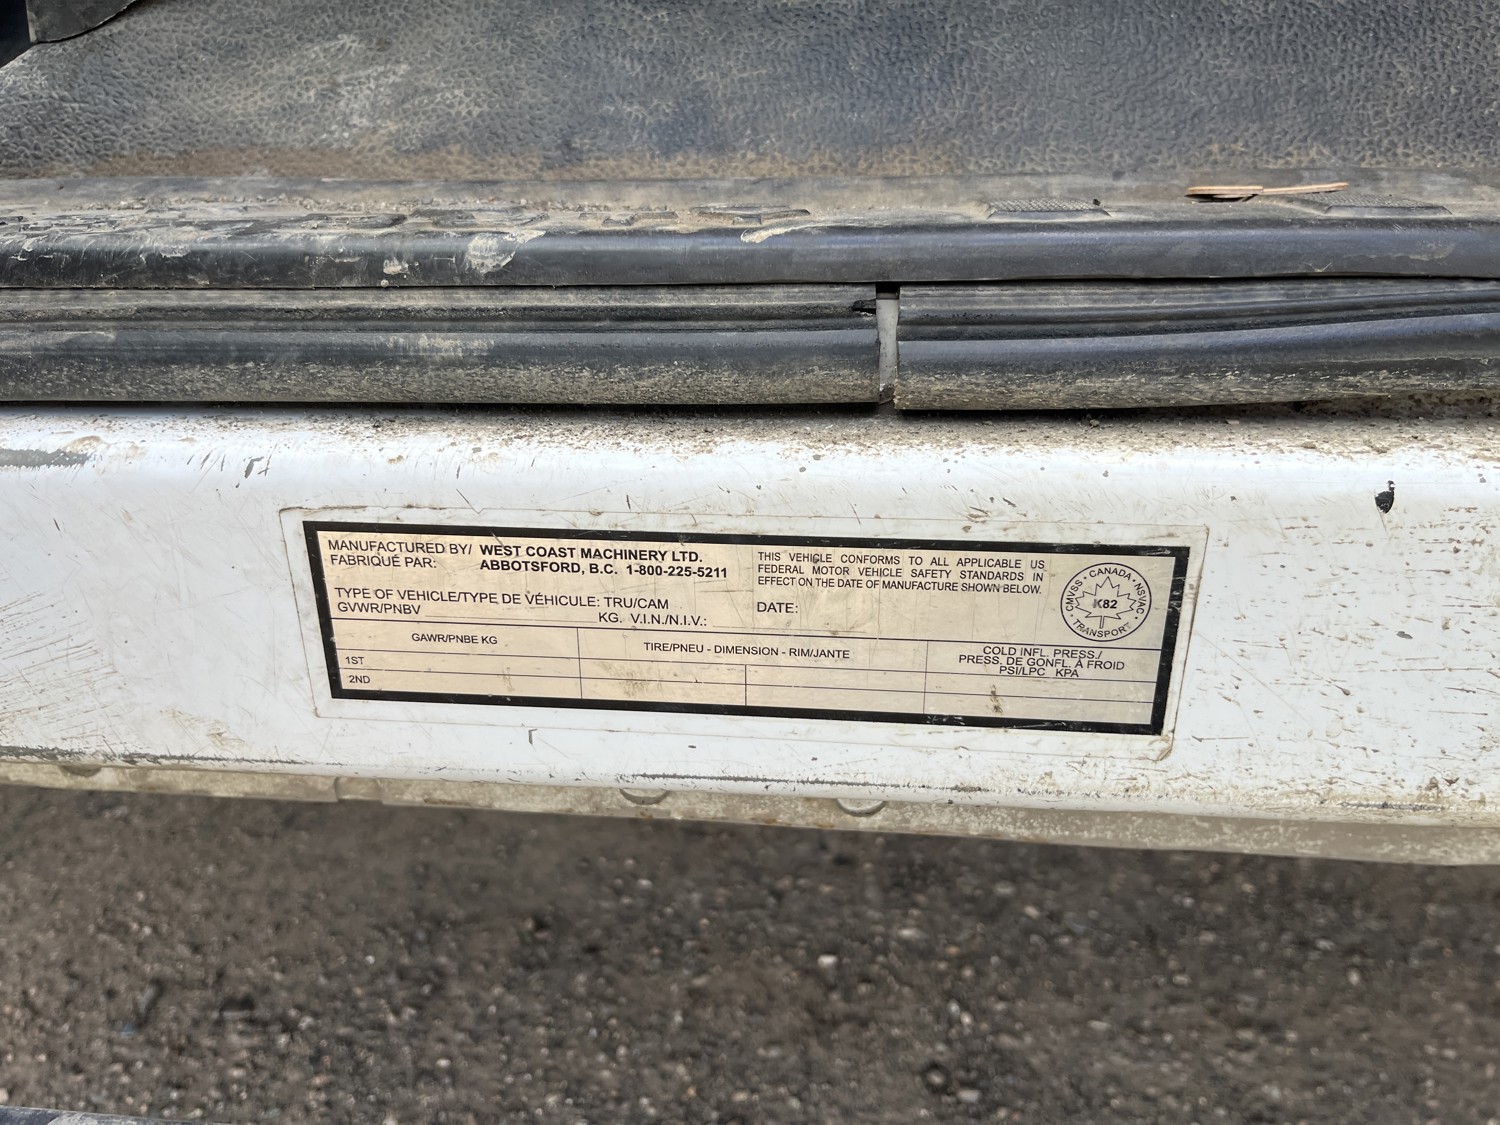 MANUFACTURED BY/ WEST COAST MACHINERY LTD.
FABRIQUÉ PAR: ABBOTSFORD, B.C. 1-800-225-5211
TYPE OF VEHICLE/TYPE DE VÉHICULE: TRU/CAM
GVWR/PNBV KG. V.I.N./N.I.V.:
THIS VEHICLE CONFORMS TO ALL APPLICABLE US
FEDERAL MOTOR VEHICLE SAFETY STANDARDS IN
EFFECT ON THE DATE OF MANUFACTURE SHOWN BELOW.
DATE:
CMVSS · CANADA · NSVAC
K82
· TRANSPORT ·
GAWR/PNBE KG
TIRE/PNEU - DIMENSION - RIM/JANTE
COLD INFL. PRESS./
PRESS. DE GONFL. À FROID
PSI/LPC KPA
1ST
2ND